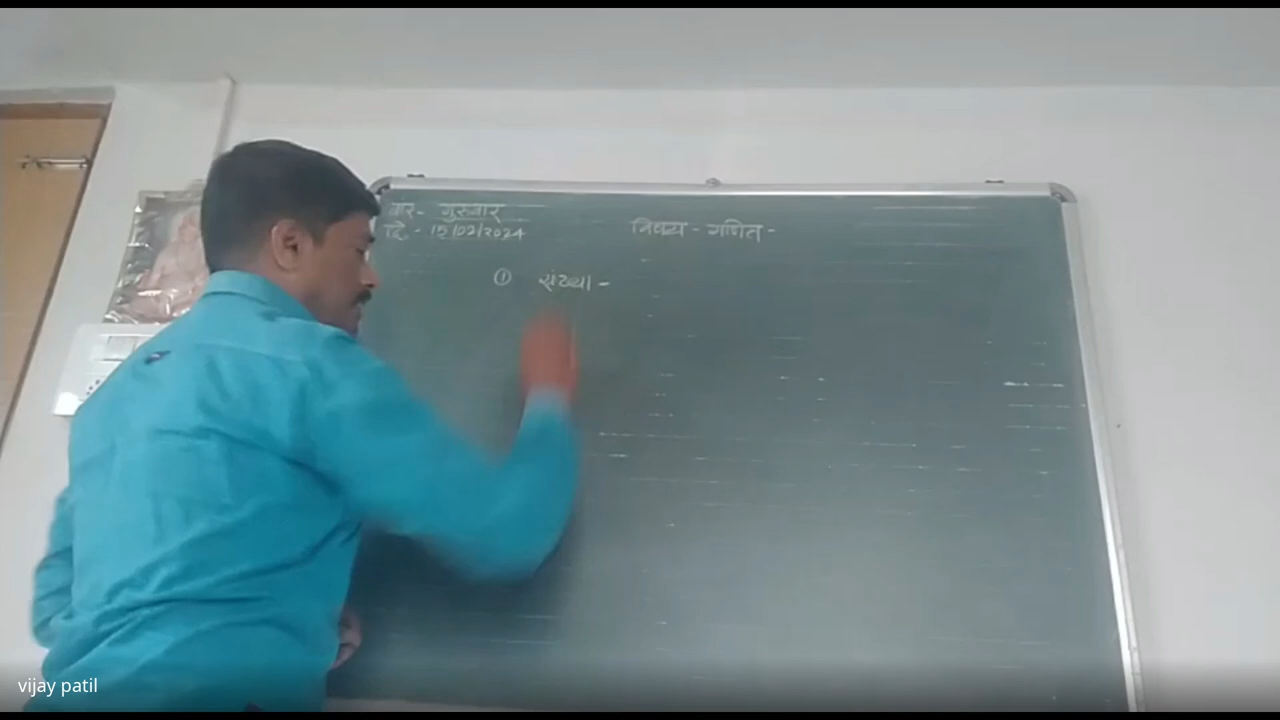 वार - गुरुवार
दि. - 15/02/2024
विषय - गणित -
① संख्या -
vijay patil